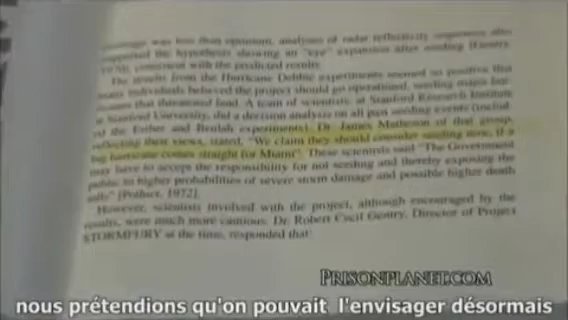 coverage was less than optimum, analyses of radar reflectivity sequences also
supported the hypothesis showing an "eye" expansion after seeding (Gentry,
consistent with the predicted results.
The results from the Hurricane Debbie experiments seemed so positive that
many individuals believed the project should go operational, seeding major hur-
ricanes that threatened land. A team of scientists, at Stanford Research Institute
at Stanford University, did a decision analysis on all past seeding events (includ-
ed the Esther and Beulah experiments). Dr. James Matheson of that group,
reflecting their views, stated, "We claim they should consider seeding now, if a
big hurricane comes straight for Miami". These scientists said "The Government
may have to accept the responsibility for not seeding and thereby exposing the
public to higher probabilities of severe storm damage and possible higher death
[Pothier, 1972].
However, scientists involved with the project, although encouraged by the
results, were much more cautious. Dr. Robert Cecil Gentry, Director of Project
STORMFURY at the time, responded that
PRISONPLANET.COM
nous prétendions qu'on pouvait l'envisager désormais